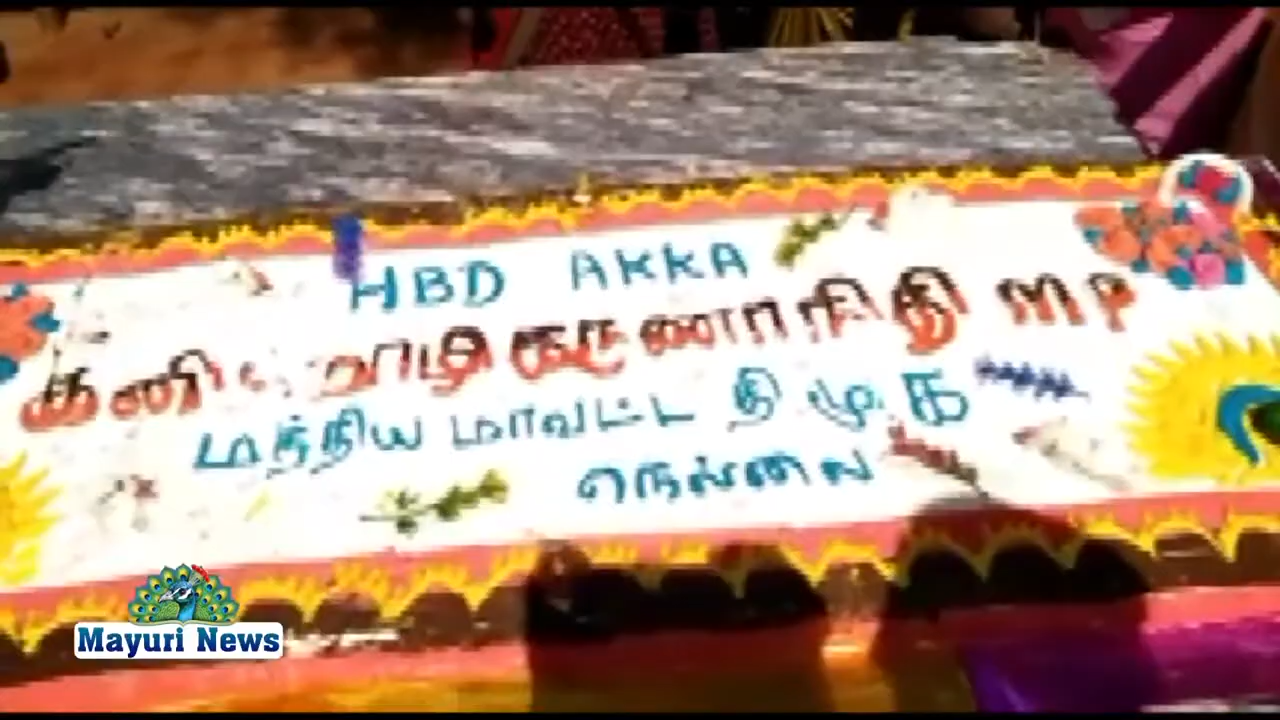 HBD AKKA
கனிமொழி கருணாநிதி MP
மத்திய மாவட்ட திமுக
நெல்லை
Mayuri News